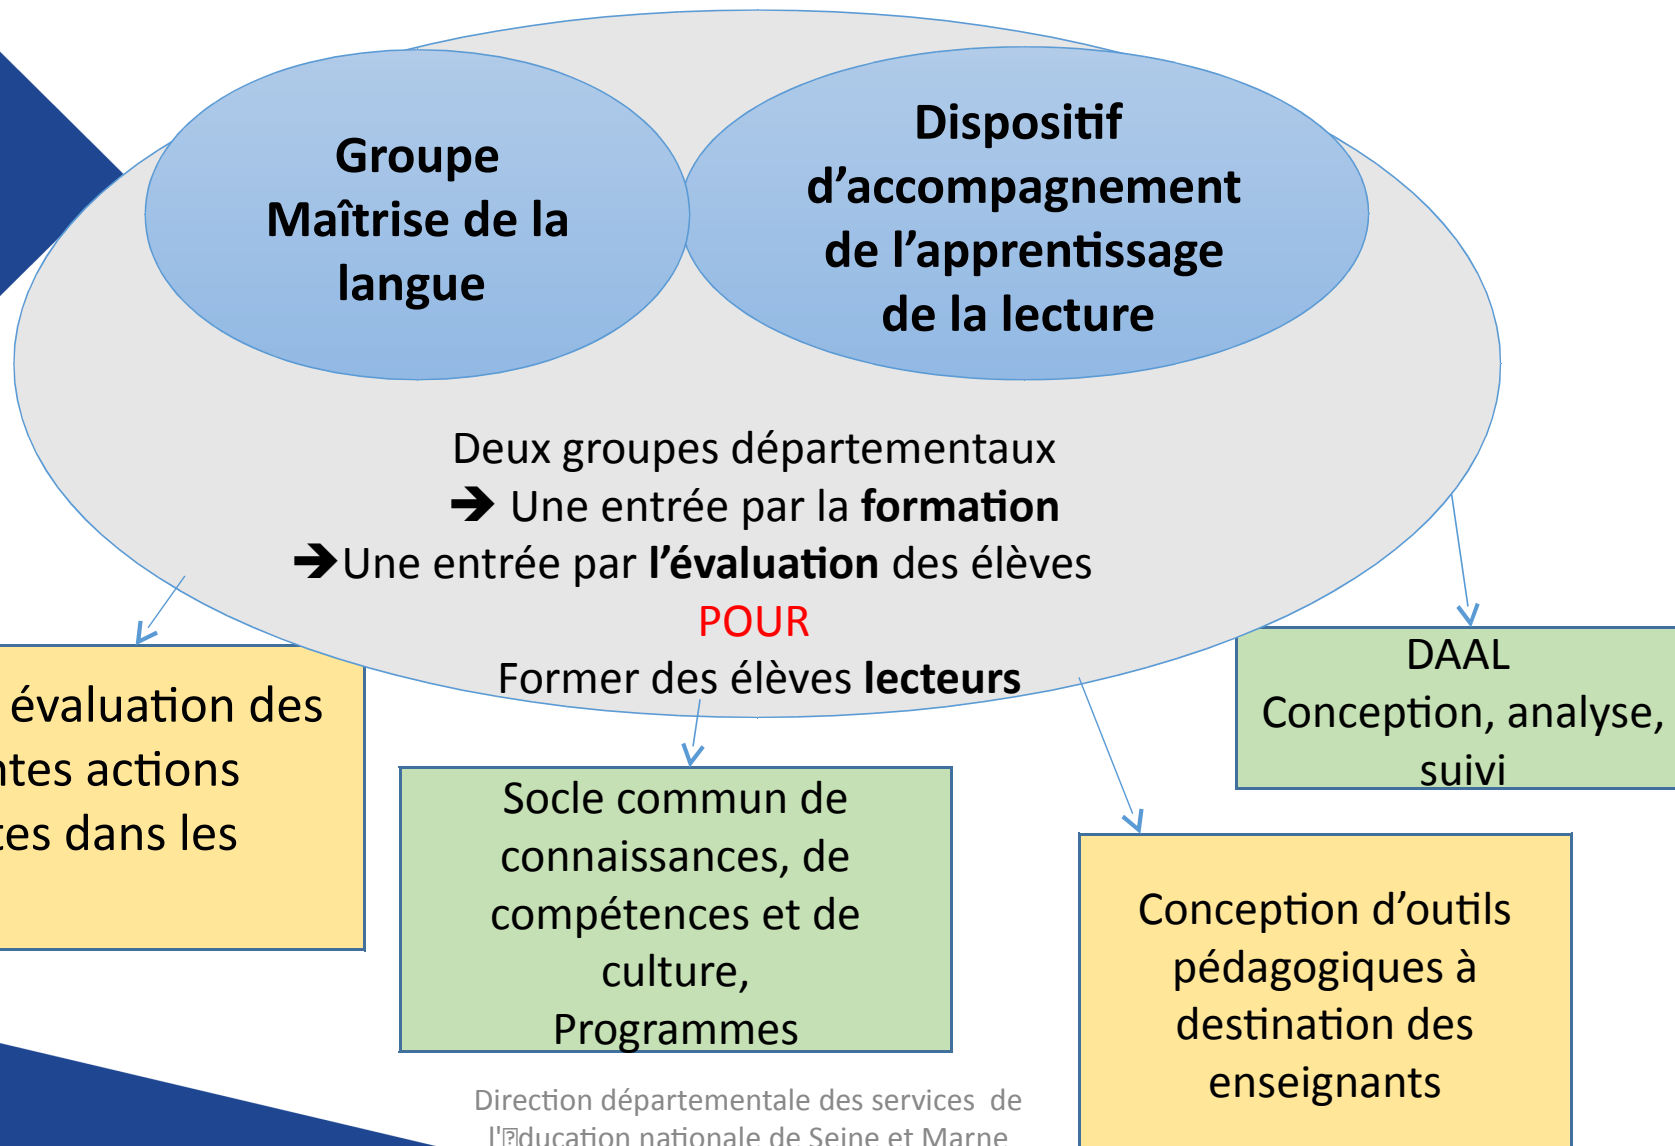 Groupe
Maîtrise de la
langue
Dispositif
d’accompagnement
de l’apprentissage
de la lecture
Deux groupes départementaux
➔ Une entrée par la formation
➔Une entrée par l’évaluation des élèves
POUR
Former des élèves lecteurs
évaluation des
ntes actions
tes dans les
Socle commun de
connaissances, de
compétences et de
culture,
Programmes
DAAL
Conception, analyse,
suivi
Conception d’outils
pédagogiques à
destination des
enseignants
Direction départementale des services de
l'�ducation nationale de Seine et Marne